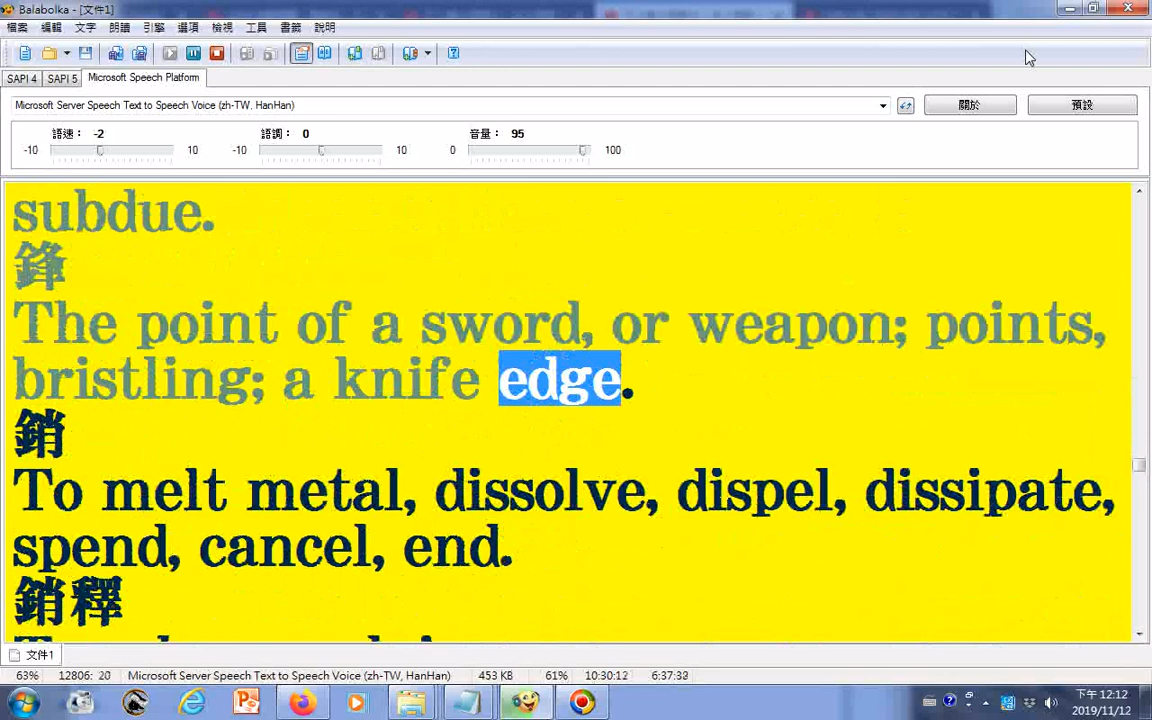 Balabolka - [文件1]
檔案 編輯 文字 朗讀 引擎 選項 檢視 工具 書籤 說明
SAPI 4 SAPI 5 Microsoft Speech Platform
Microsoft Server Speech Text to Speech Voice (zh-TW, HanHan) 關於 預設
語速： -2 語調： 0 音量： 95
-10 10 -10 10 0 100
subdue.
鋒
The point of a sword, or weapon; points,
bristling; a knife edge.
銷
To melt metal, dissolve, dispel, dissipate,
spend, cancel, end.
銷釋
文件1
63% 12806: 20 Microsoft Server Speech Text to Speech Voice (zh-TW, HanHan) 453 KB 61% 10:30:12 6:37:33
下午 12:12
2019/11/12